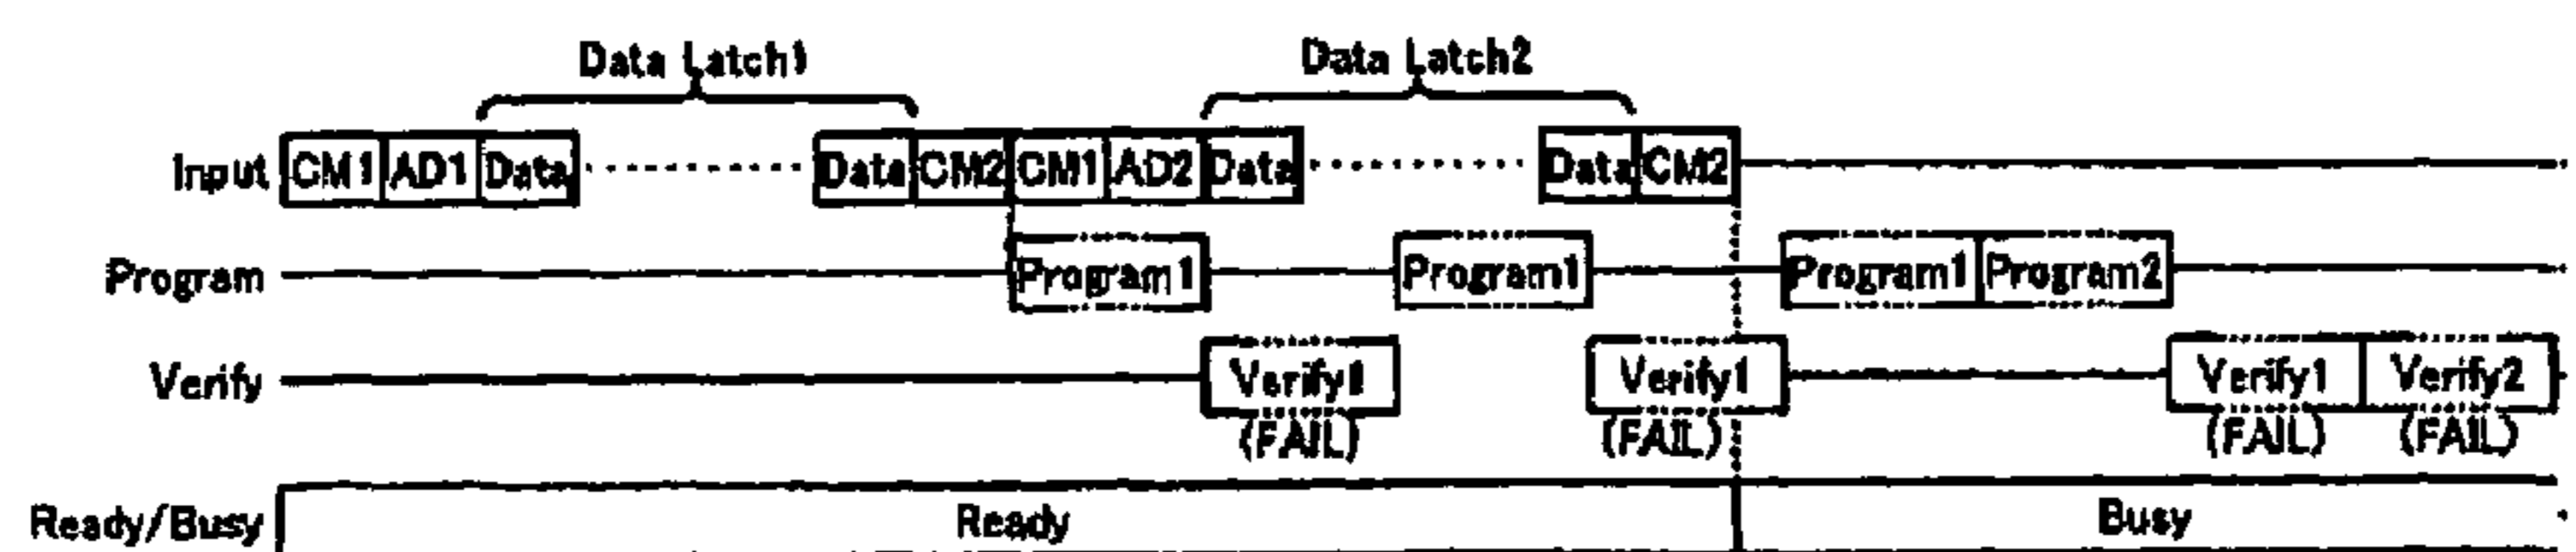 Data Latch1 Data Latch2
Input CM1 AD1 Data Data CM2 CM1 AD2 Data Data CM2
Program Program1 Program1 Program1 Program2
Verify Verify1 Verify1 Verify1 Verify2
(FAIL) (FAIL) (FAIL) (FAIL)
Ready/Busy Ready Busy